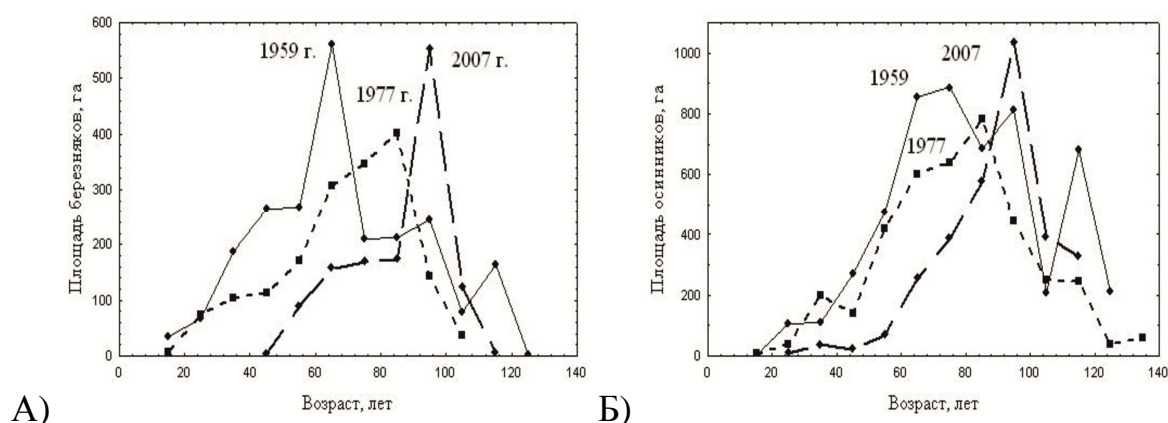 600
500
400
300
200
100
0
Площадь березняков, га
1959 г.
2007 г.
1977 г.
0 20 40 60 80 100 120 140
Возраст, лет
А)
1000
800
600
400
200
0
Площадь осинников, га
2007
1959
1977
0 20 40 60 80 100 120 140
Возраст, лет
Б)